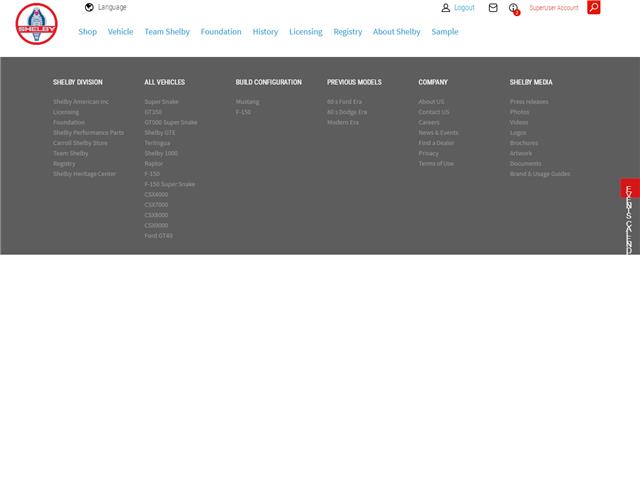 SHELBY
Language
Logout
2
SuperUser Account
Shop Vehicle Team Shelby Foundation History Licensing Registry About Shelby Sample
SHELBY DIVISION
Shelby American Inc
Licensing
Foundation
Shelby Performance Parts
Carroll Shelby Store
Team Shelby
Registry
Shelby Heritage Center
ALL VEHICLES
Super Snake
GT350
GT500 Super Snake
Shelby GTE
Terlingua
Shelby 1000
Raptor
F-150
F-150 Super Snake
CSX4000
CSX7000
CSX8000
CSX9000
Ford GT40
BUILD CONFIGURATION
Mustang
F-150
PREVIOUS MODELS
60 s Ford Era
80 s Dodge Era
Modern Era
COMPANY
About US
Contact US
Careers
News & Events
Find a Dealer
Privacy
Terms of Use
SHELBY MEDIA
Press releases
Photos
Videos
Logos
Brochures
Artwork
Documents
Brand & Usage Guides